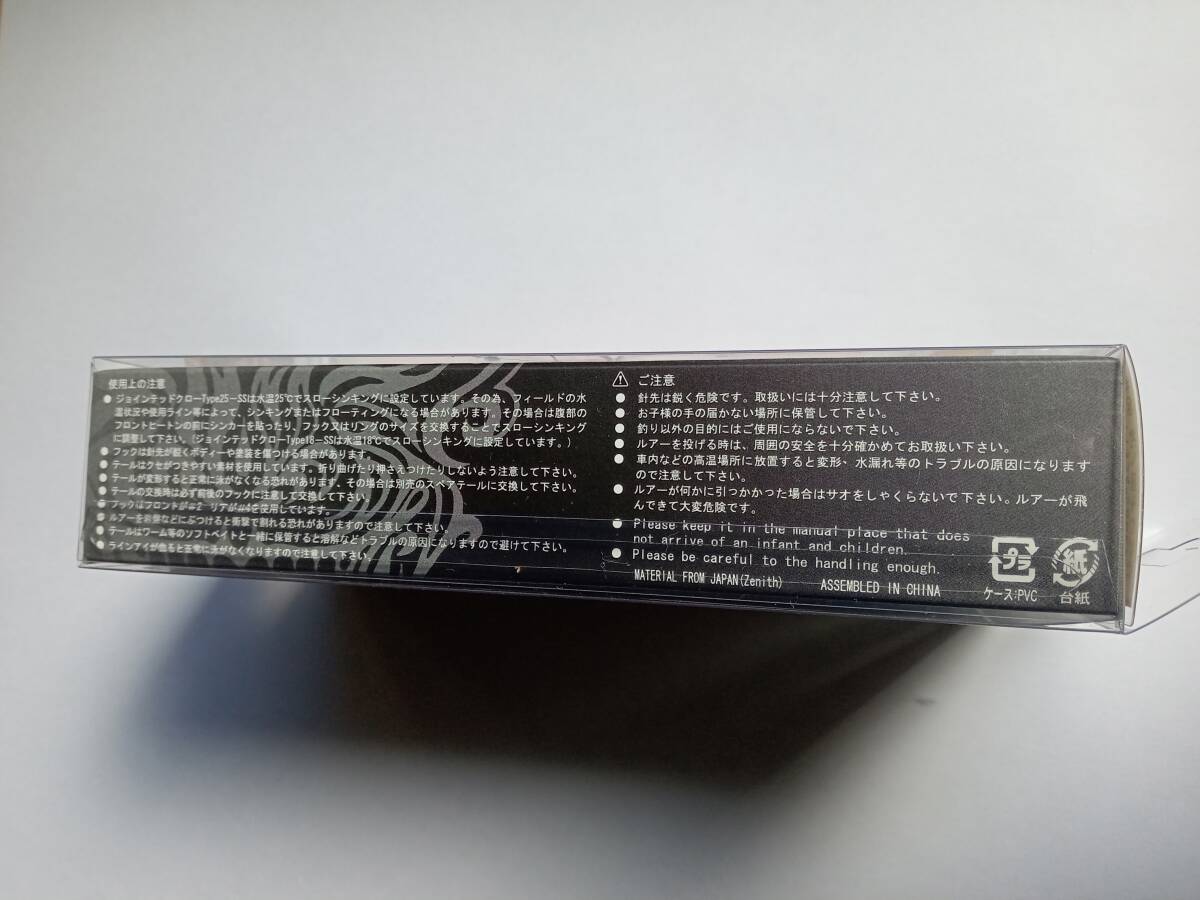 使用上の注意
● ジョインテッドクローType25-SSは水温25℃でスローシンキングに設定しています。その為、フィールドの水
温状況や使用ライン等によって、シンキングまたはフローティングになる場合があります。その場合は腹部の
フロントヒートンの前にシンカーを貼ったり、フック又はリングのサイズを交換することでスローシンキング
に調整して下さい。(ジョインテッドクローType18-SSは水温18℃でスローシンキングに設定しています。)
● フックは針先が鋭くボディーや塗装を傷つける場合があります。
● テールはクセがつきやすい素材を使用しています。折り曲げたり押さえつけたりしないよう注意して下さい。
● テールが変形すると正常に泳がなくなる恐れがあります。その場合は別売のスペアテールに交換して下さい。
● テールの交換時は必ず前後のフックに注意して交換して下さい。
● フックはフロントが#2 リアが#4を使用しています。
● ルアーを岩盤などにぶつけると衝撃で割れる恐れがありますので注意して下さい。
● テールはワーム等のソフトベイトと一緒に保管すると溶解などトラブルの原因になりますので避けて下さい。
● ラインアイが曲ると正常に泳がなくなりますので注意して下さい。
⚠ ご注意
● 針先は鋭く危険です。取扱いには十分注意して下さい。
● お子様の手の届かない場所に保管して下さい。
● 釣り以外の目的にはご使用にならないで下さい。
● ルアーを投げる時は、周囲の安全を十分確かめてお取扱い下さい。
● 車内などの高温場所に放置すると変形、水漏れ等のトラブルの原因になります
ので注意して下さい。
● ルアーが何かに引っかかった場合はサオをしゃくらないで下さい。ルアーが飛
んできて大変危険です。
● Please keep it in the manual place that does
not arrive of an infant and children.
● Please be careful to the handling enough.
MATERIAL FROM JAPAN(Zenith) ASSEMBLED IN CHINA
プラ
ケース:PVC
紙
台紙